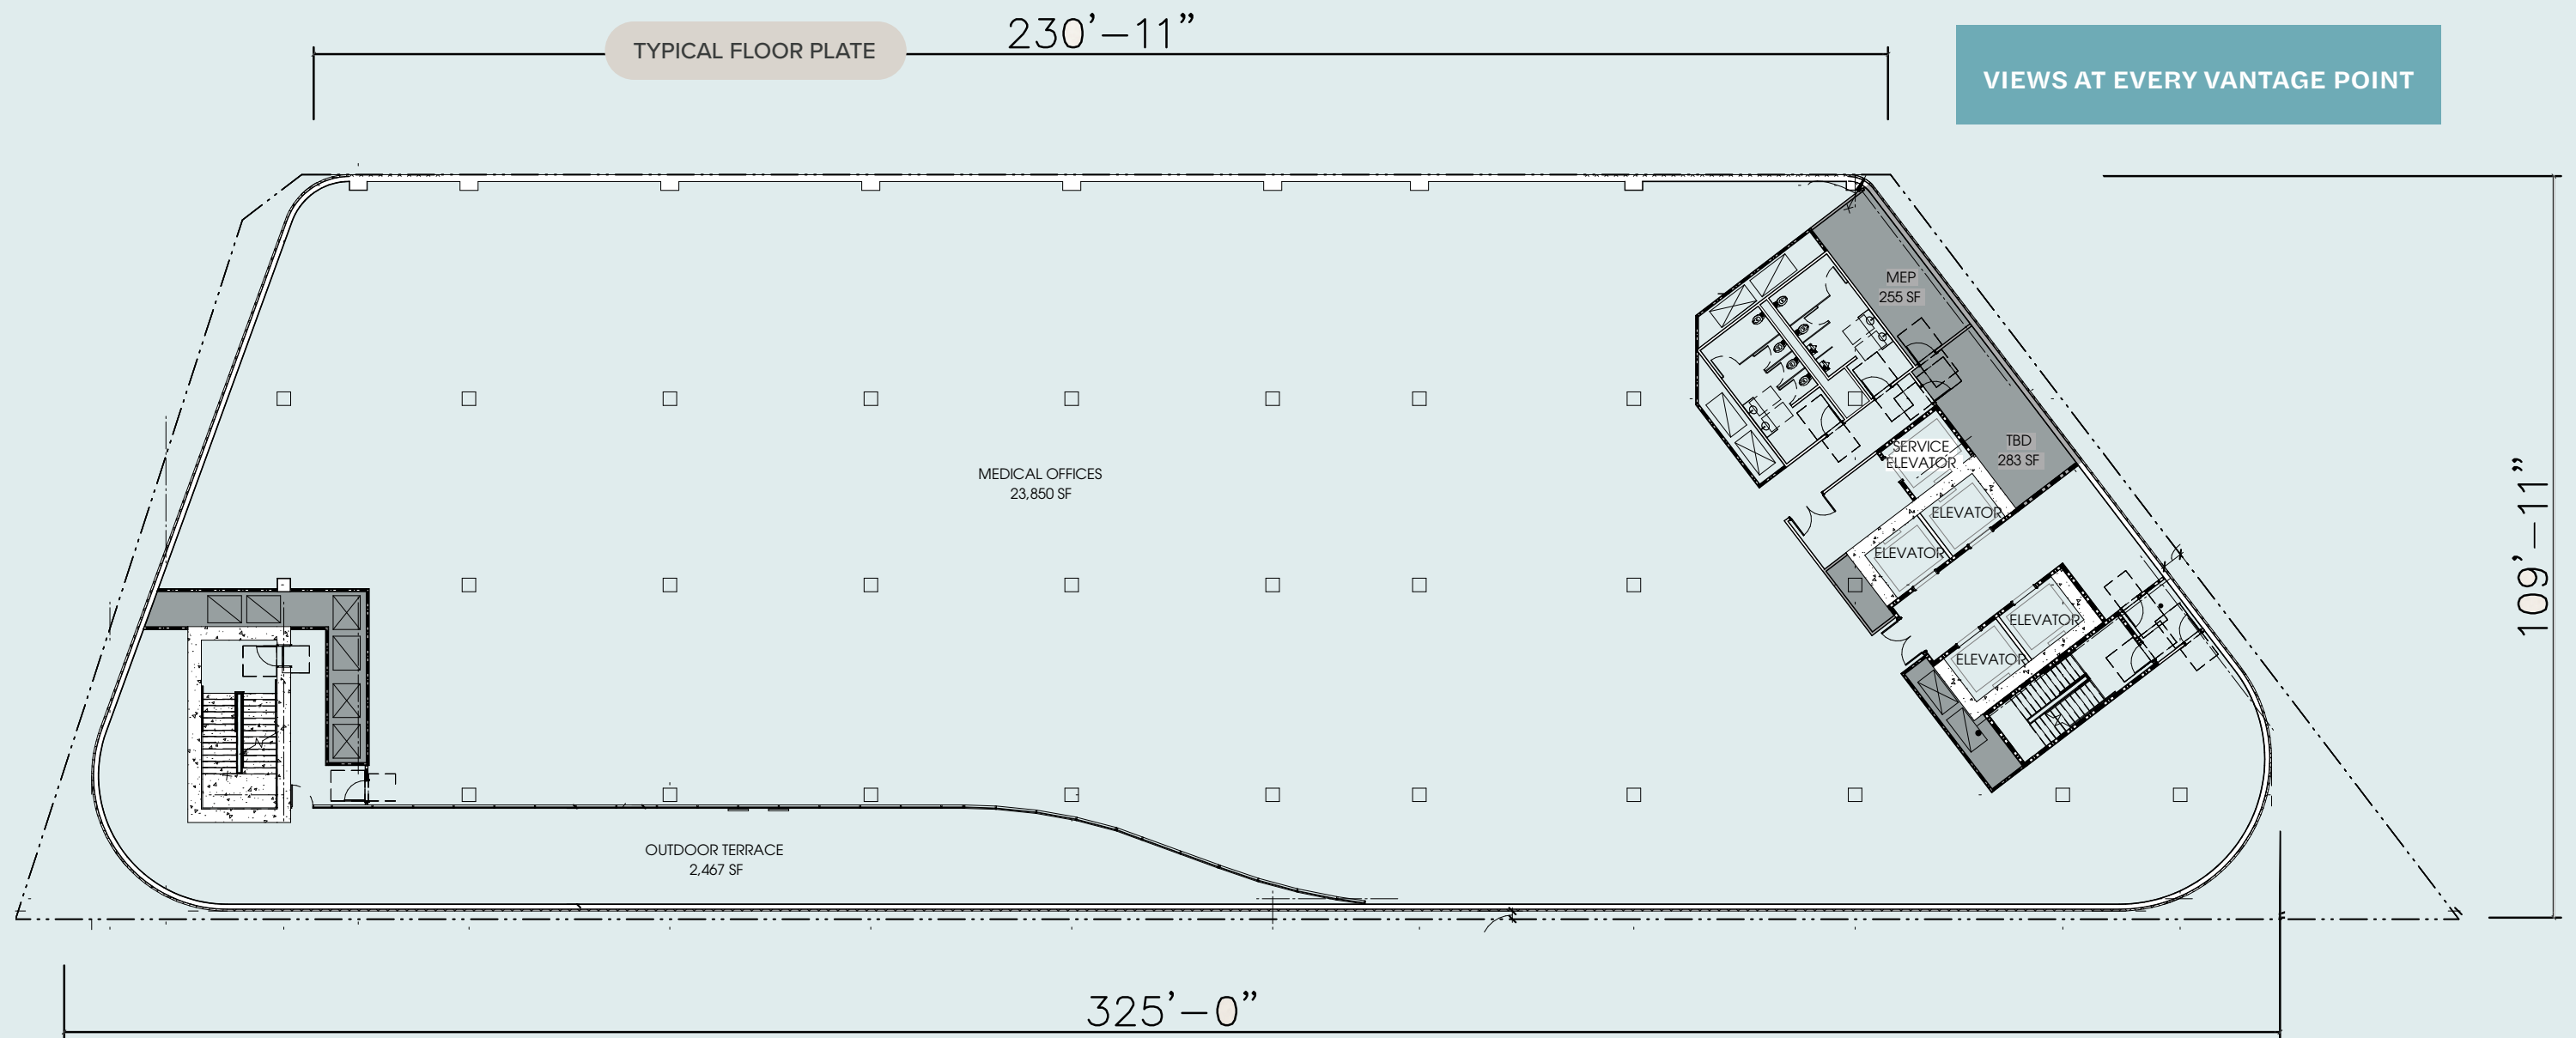 230’–11”
TYPICAL FLOOR PLATE
VIEWS AT EVERY VANTAGE POINT
MEP
255 SF
TBD
283 SF
SERVICE
ELEVATOR
MEDICAL OFFICES
23,850 SF
ELEVATOR
ELEVATOR
109’–11”
ELEVATOR
ELEVATOR
OUTDOOR TERRACE
2,467 SF
325’–0”